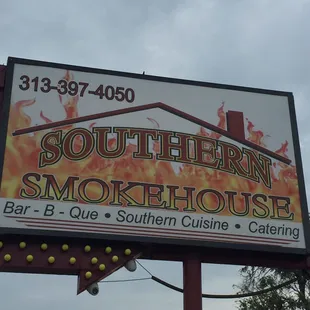 313-397-4050
SOUTHERN
SMOKEHOUSE
Bar - B - Que • Southern Cuisine • Catering